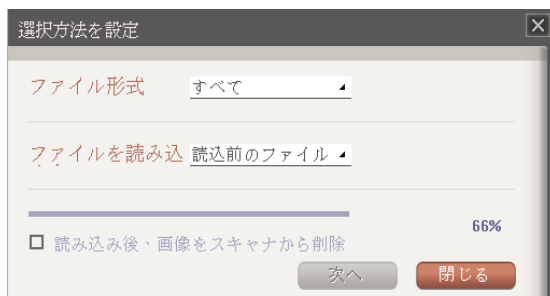 選択方法を設定
ファイル形式 すべて
ファイルを読み込 読込前のファイル
66%
読み込み後、画像をスキャナから削除
次へ 閉じる